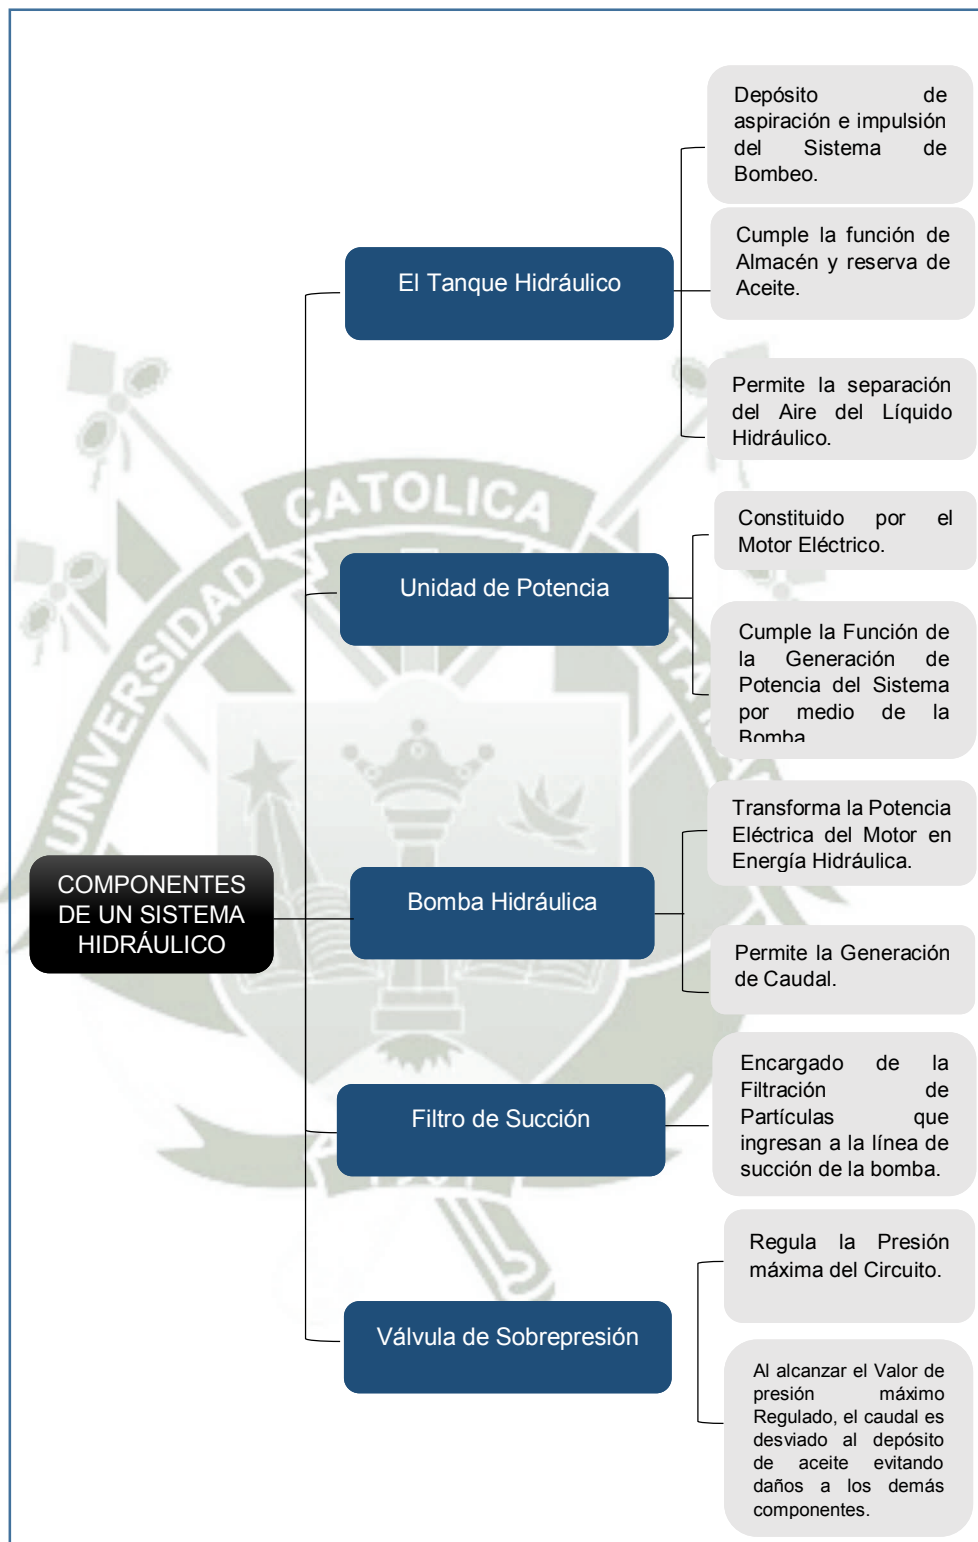 Depósito de
aspiración e impulsión
del Sistema de
Bombeo.
El Tanque Hidráulico
Cumple la función de
Almacén y reserva de
Aceite.
Permite la separación
del Aire del Líquido
Hidráulico.
Unidad de Potencia
Constituido por el
Motor Eléctrico.
Cumple la Función de
la Generación de
Potencia del Sistema
por medio de la
Bomba
COMPONENTES
DE UN SISTEMA
HIDRÁULICO
Bomba Hidráulica
Transforma la Potencia
Eléctrica del Motor en
Energía Hidráulica.
Permite la Generación
de Caudal.
Filtro de Succión
Encargado de la
Filtración de
Partículas que
ingresan a la línea de
succión de la bomba.
Válvula de Sobrepresión
Regula la Presión
máxima del Circuito.
Al alcanzar el Valor de
presión máximo
Regulado, el caudal es
desviado al depósito
de aceite evitando
daños a los demás
componentes.
UNIVERSIDAD CATOLICA